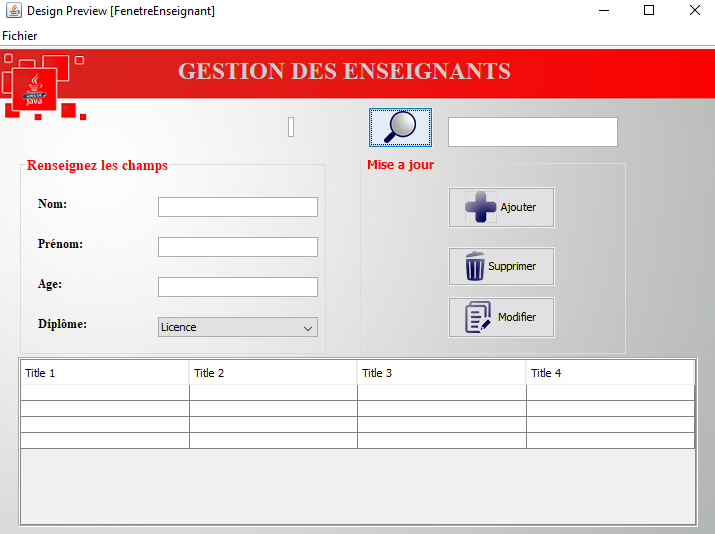 Design Preview [FenetreEnseignant]
Fichier
GESTION DES ENSEIGNANTS
java
Renseignez les champs
Mise a jour
Nom:
Ajouter
Prénom:
Age:
Supprimer
Diplôme:
Licence
Modifier
Title 1 Title 2 Title 3 Title 4